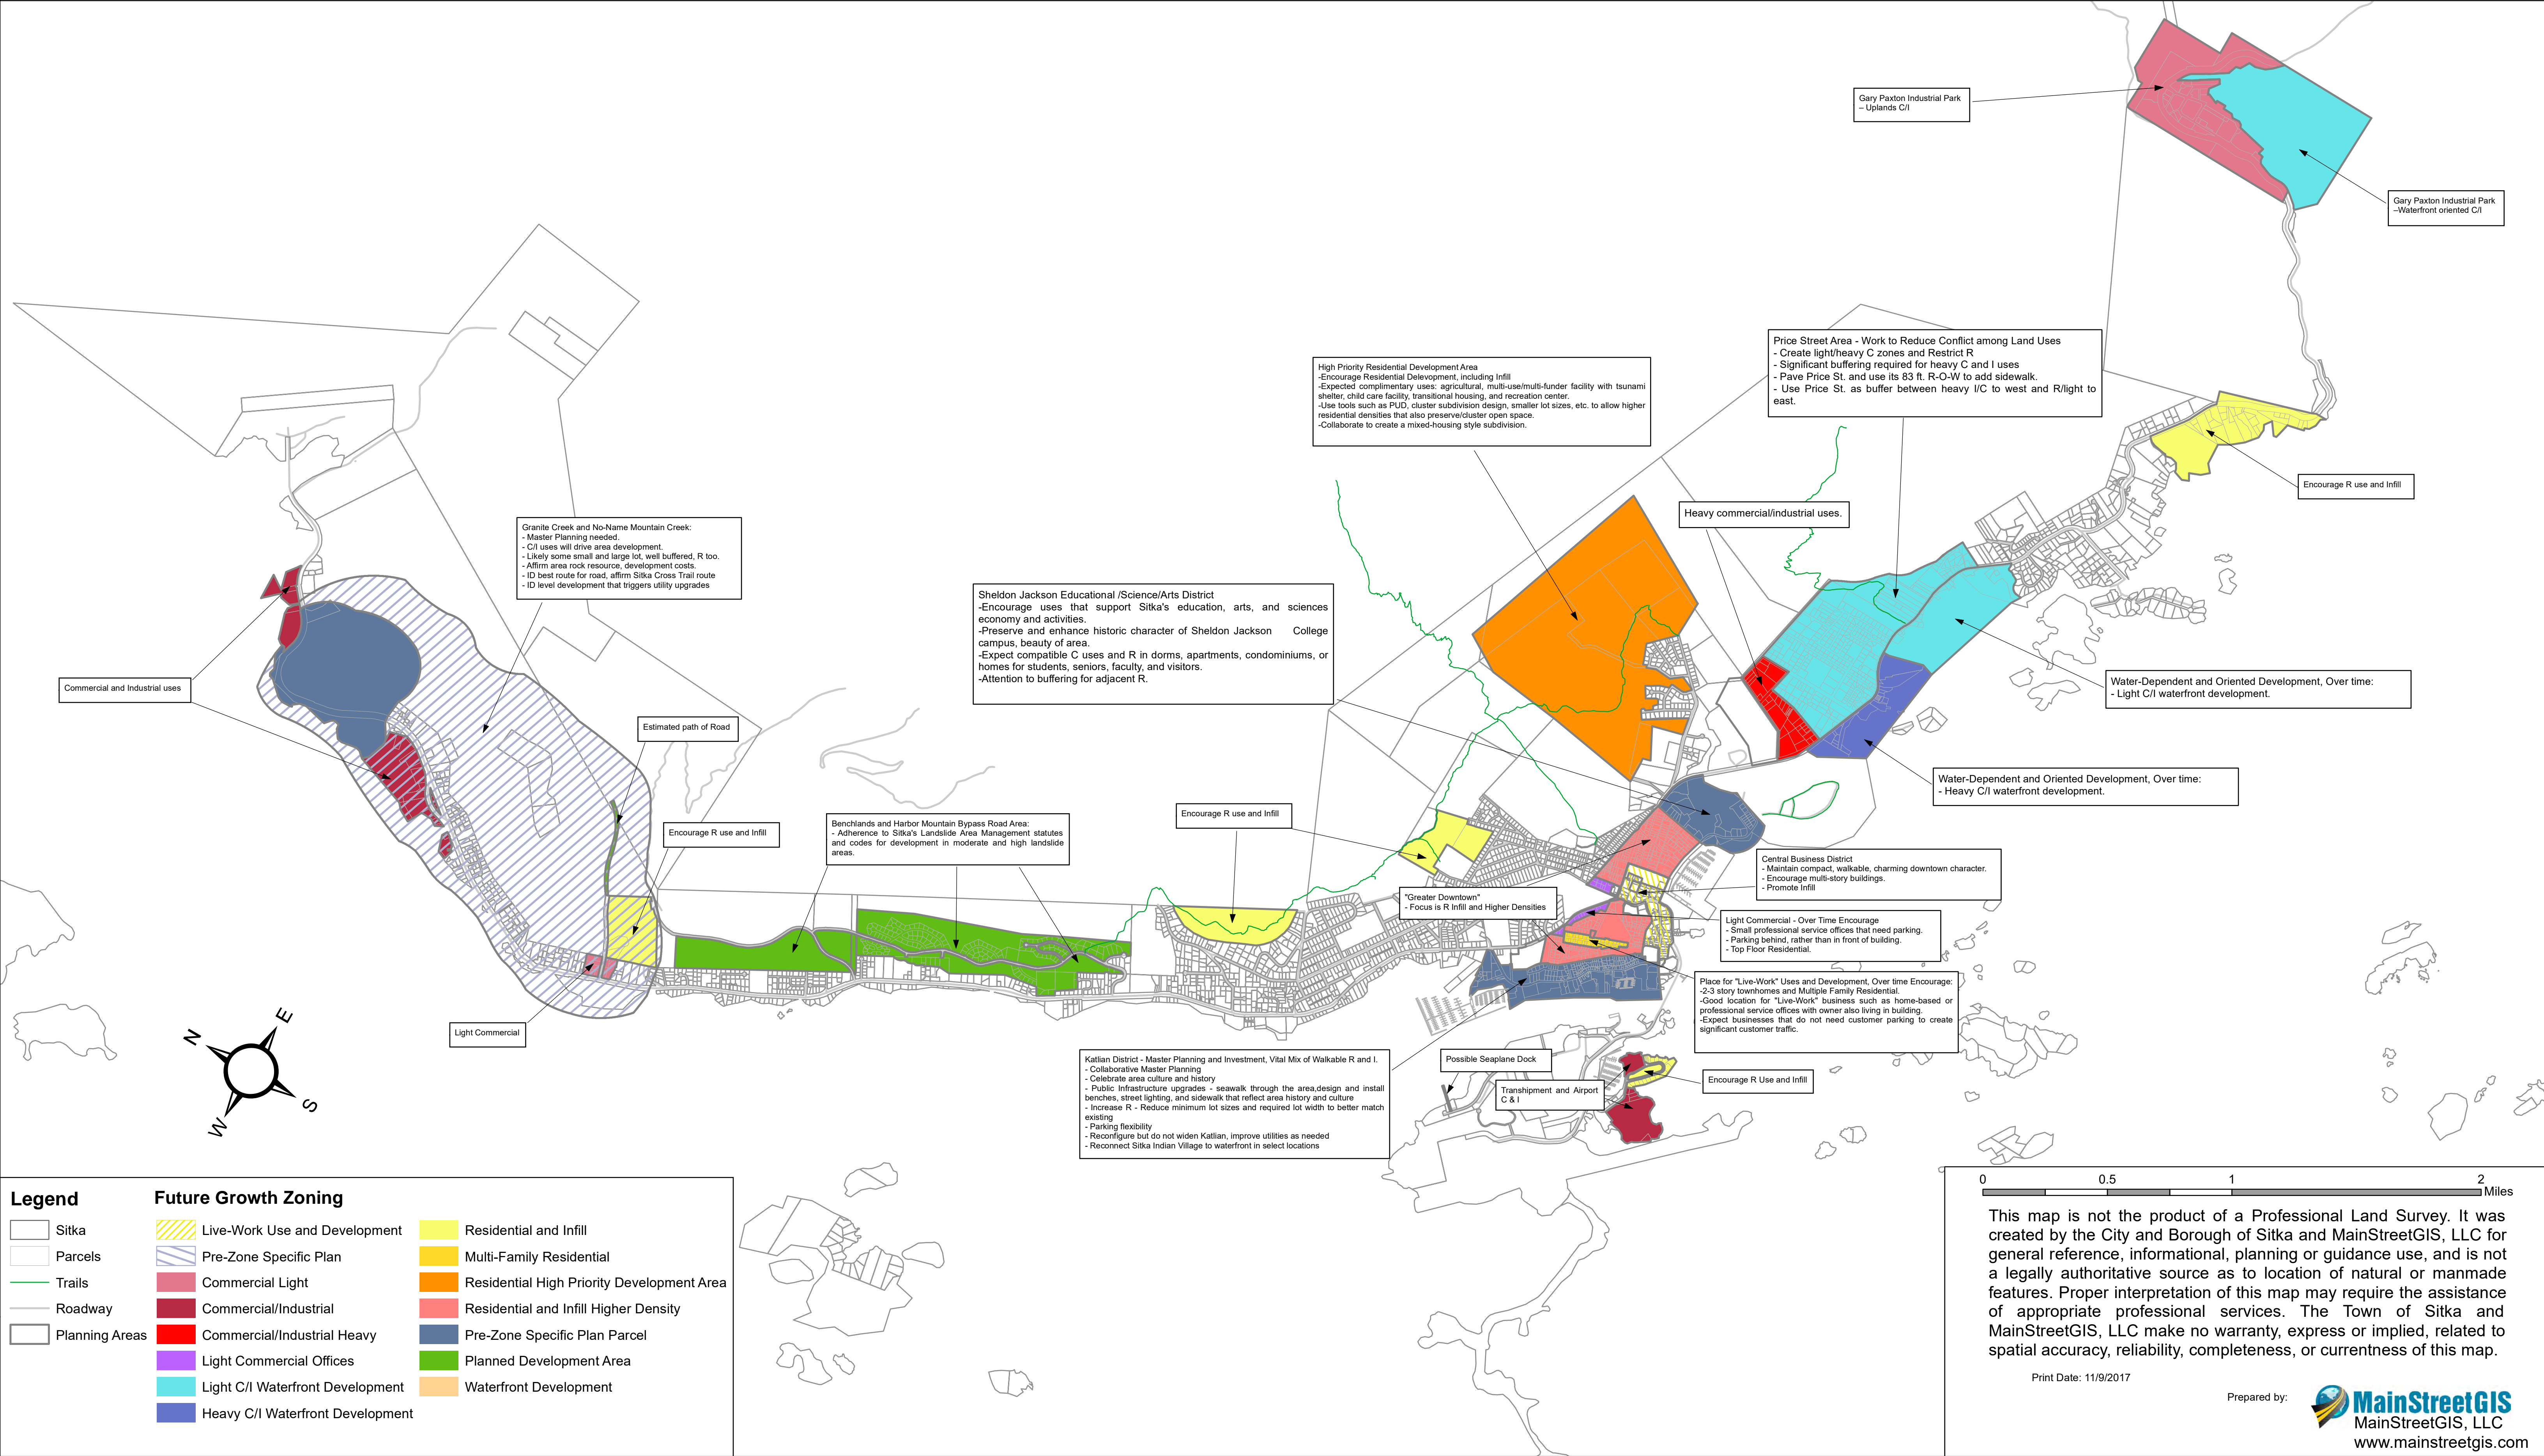 Gary Paxton Industrial Park
– Uplands C/I
Gary Paxton Industrial Park
–Waterfront oriented C/I
Price Street Area - Work to Reduce Conflict among Land Uses
- Create light/heavy C zones and Restrict R
- Significant buffering required for heavy C and I uses
- Pave Price St. and use its 83 ft. R-O-W to add sidewalk.
- Use Price St. as buffer between heavy I/C to west and R/light to
east.
High Priority Residential Development Area
-Encourage Residential Delevopment, including Infill
-Expected complimentary uses: agricultural, multi-use/multi-funder facility with tsunami
shelter, child care facility, transitional housing, and recreation center.
-Use tools such as PUD, cluster subdivision design, smaller lot sizes, etc. to allow higher
residential densities that also preserve/cluster open space.
-Collaborate to create a mixed-housing style subdivision.
Encourage R use and Infill
Heavy commercial/industrial uses.
Granite Creek and No-Name Mountain Creek:
- Master Planning needed.
- C/I uses will drive area development.
- Likely some small and large lot, well buffered, R too.
- Affirm area rock resource, development costs.
- ID best route for road, affirm Sitka Cross Trail route
- ID level development that triggers utility upgrades
Sheldon Jackson Educational /Science/Arts District
-Encourage uses that support Sitka's education, arts, and sciences
economy and activities.
-Preserve and enhance historic character of Sheldon Jackson College
campus, beauty of area.
-Expect compatible C uses and R in dorms, apartments, condominiums, or
homes for students, seniors, faculty, and visitors.
-Attention to buffering for adjacent R.
Commercial and Industrial uses
Water-Dependent and Oriented Development, Over time:
- Light C/I waterfront development.
Estimated path of Road
Water-Dependent and Oriented Development, Over time:
- Heavy C/I waterfront development.
Encourage R use and Infill
Benchlands and Harbor Mountain Bypass Road Area:
- Adherence to Sitka's Landslide Area Management statutes
and codes for development in moderate and high landslide
areas.
Encourage R use and Infill
Central Business District
- Maintain compact, walkable, charming downtown character.
- Encourage multi-story buildings.
- Promote Infill
"Greater Downtown"
- Focus is R Infill and Higher Densities
Light Commercial - Over Time Encourage
- Small professional service offices that need parking.
- Parking behind, rather than in front of building.
- Top Floor Residential.
Place for "Live-Work" Uses and Development, Over time Encourage:
-2-3 story townhomes and Multiple Family Residential.
-Good location for "Live-Work" business such as home-based or
professional service offices with owner also living in building.
-Expect businesses that do not need customer parking to create
significant customer traffic.
Light Commercial
N
E
S
W
Katlian District - Master Planning and Investment, Vital Mix of Walkable R and I.
- Collaborative Master Planning
- Celebrate area culture and history
- Public Infrastructure upgrades - seawalk through the area,design and install
benches, street lighting, and sidewalk that reflect area history and culture
- Increase R - Reduce minimum lot sizes and required lot width to better match
existing
- Parking flexibility
- Reconfigure but do not widen Katlian, improve utilities as needed
- Reconnect Sitka Indian Village to waterfront in select locations
Possible Seaplane Dock
Transhipment and Airport
C & I
Encourage R Use and Infill
Legend
Sitka
Parcels
Trails
Roadway
Planning Areas
Future Growth Zoning
Live-Work Use and Development
Pre-Zone Specific Plan
Commercial Light
Commercial/Industrial
Commercial/Industrial Heavy
Light Commercial Offices
Light C/I Waterfront Development
Heavy C/I Waterfront Development
Residential and Infill
Multi-Family Residential
Residential High Priority Development Area
Residential and Infill Higher Density
Pre-Zone Specific Plan Parcel
Planned Development Area
Waterfront Development
0 0.5 1 2
Miles
This map is not the product of a Professional Land Survey. It was
created by the City and Borough of Sitka and MainStreetGIS, LLC for
general reference, informational, planning or guidance use, and is not
a legally authoritative source as to location of natural or manmade
features. Proper interpretation of this map may require the assistance
of appropriate professional services. The Town of Sitka and
MainStreetGIS, LLC make no warranty, express or implied, related to
spatial accuracy, reliability, completeness, or currentness of this map.
Print Date: 11/9/2017
Prepared by:
MainStreetGIS
MainStreetGIS, LLC
www.mainstreetgis.com